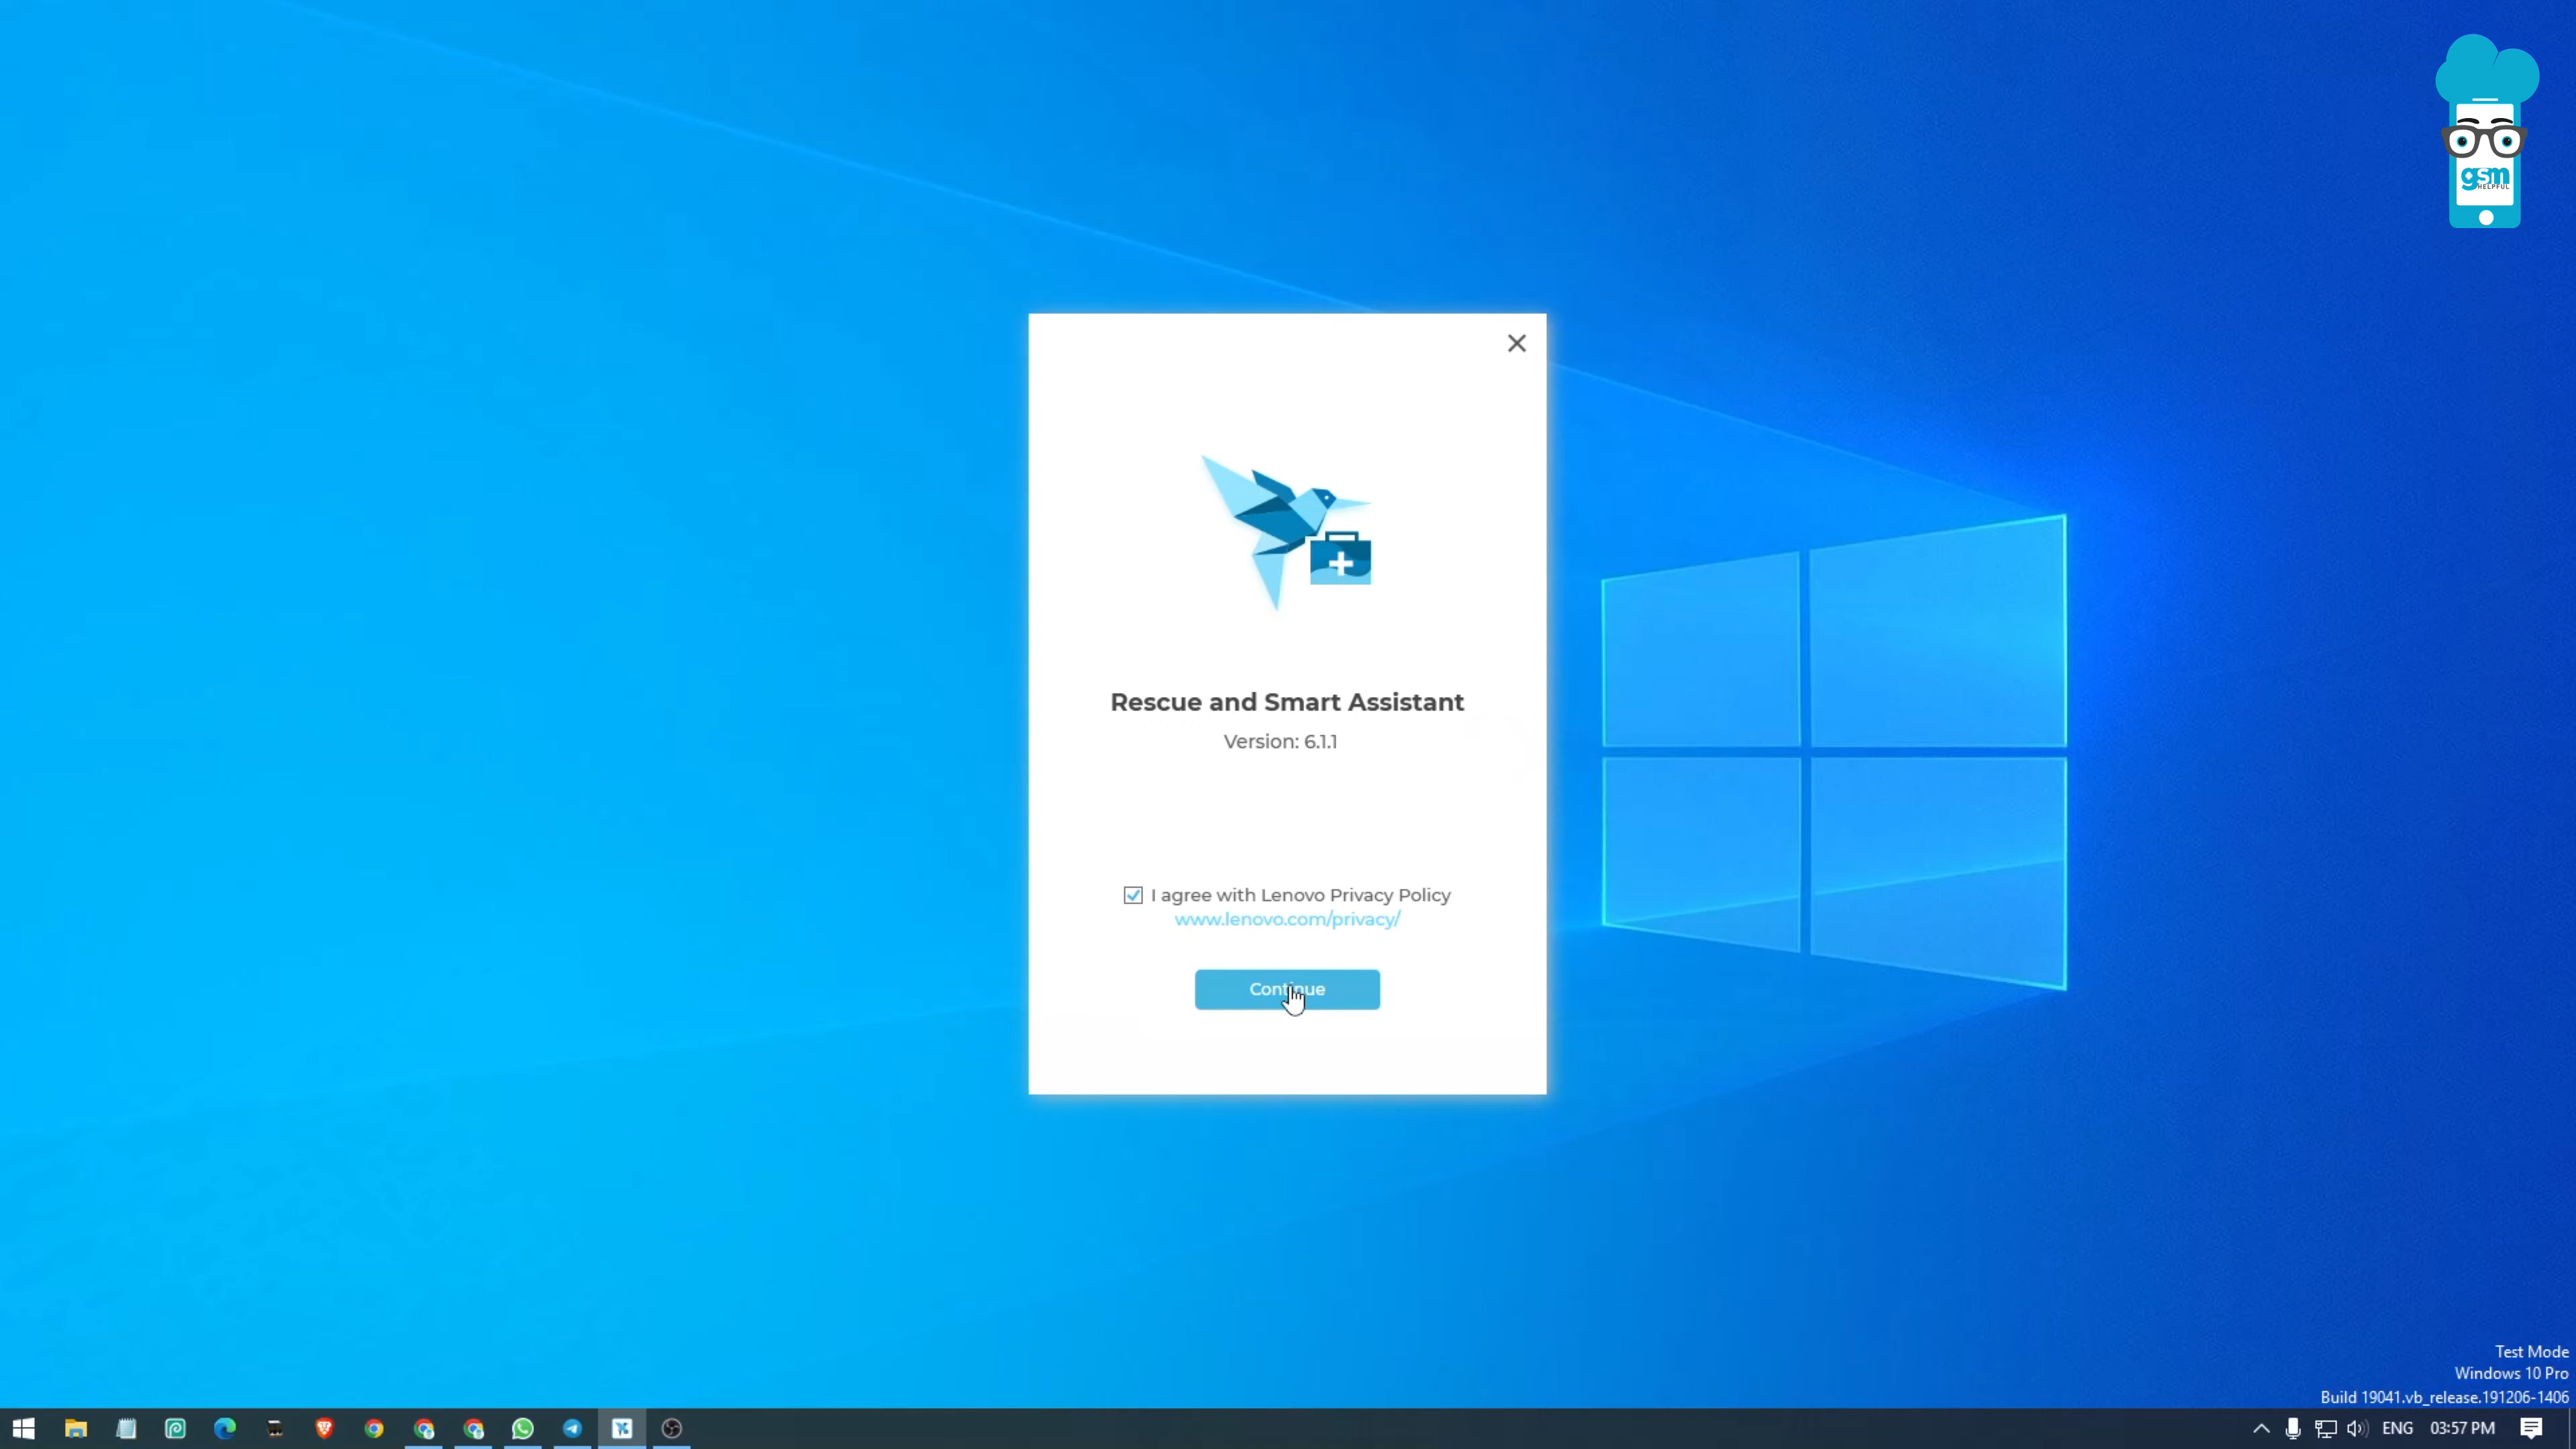 gsm
HELPFUL
Rescue and Smart Assistant
Version: 6.1.1
I agree with Lenovo Privacy Policy
www.lenovo.com/privacy/
Continue
Test Mode
Windows 10 Pro
Build 19041.vb_release.191206-1406
ENG 03:57 PM